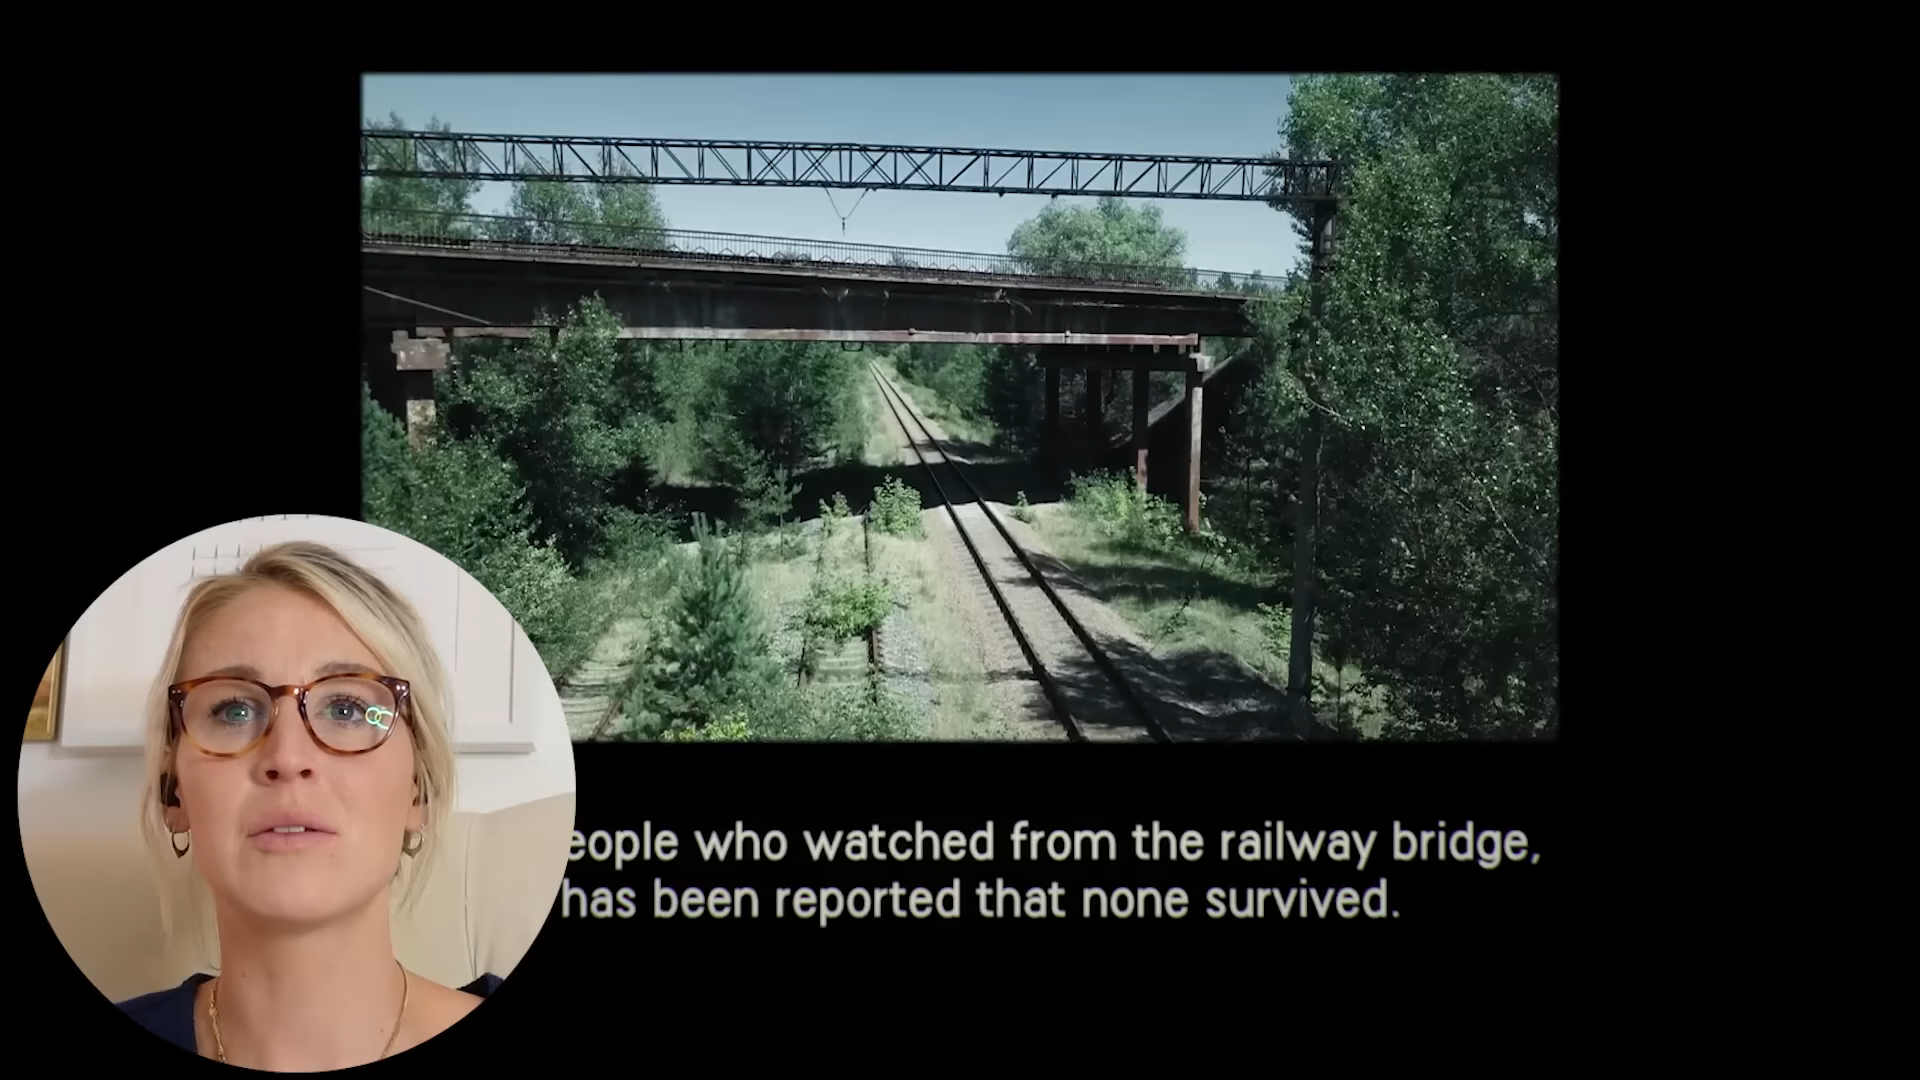 eople who watched from the railway bridge,
has been reported that none survived.